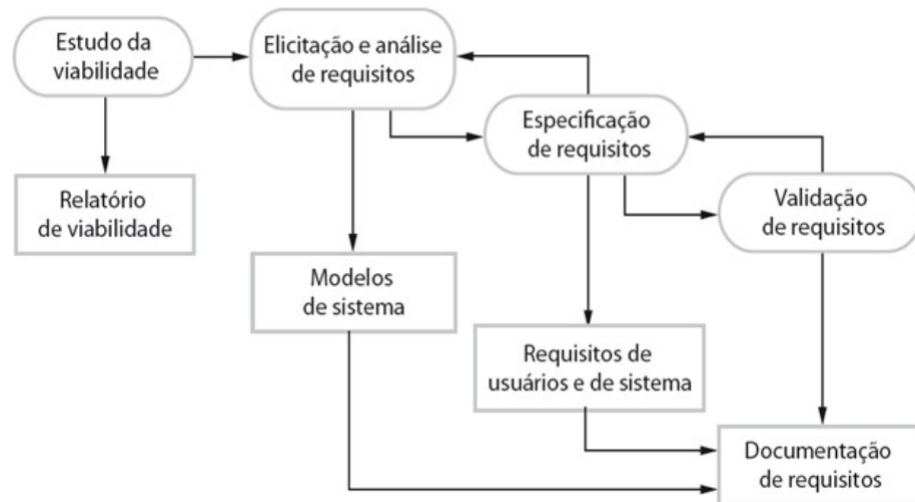 Estudo da
viabilidade
Elicitação e análise
de requisitos
Especificação
de requisitos
Validação
de requisitos
Relatório
de viabilidade
Modelos
de sistema
Requisitos de
usuários e de sistema
Documentação
de requisitos